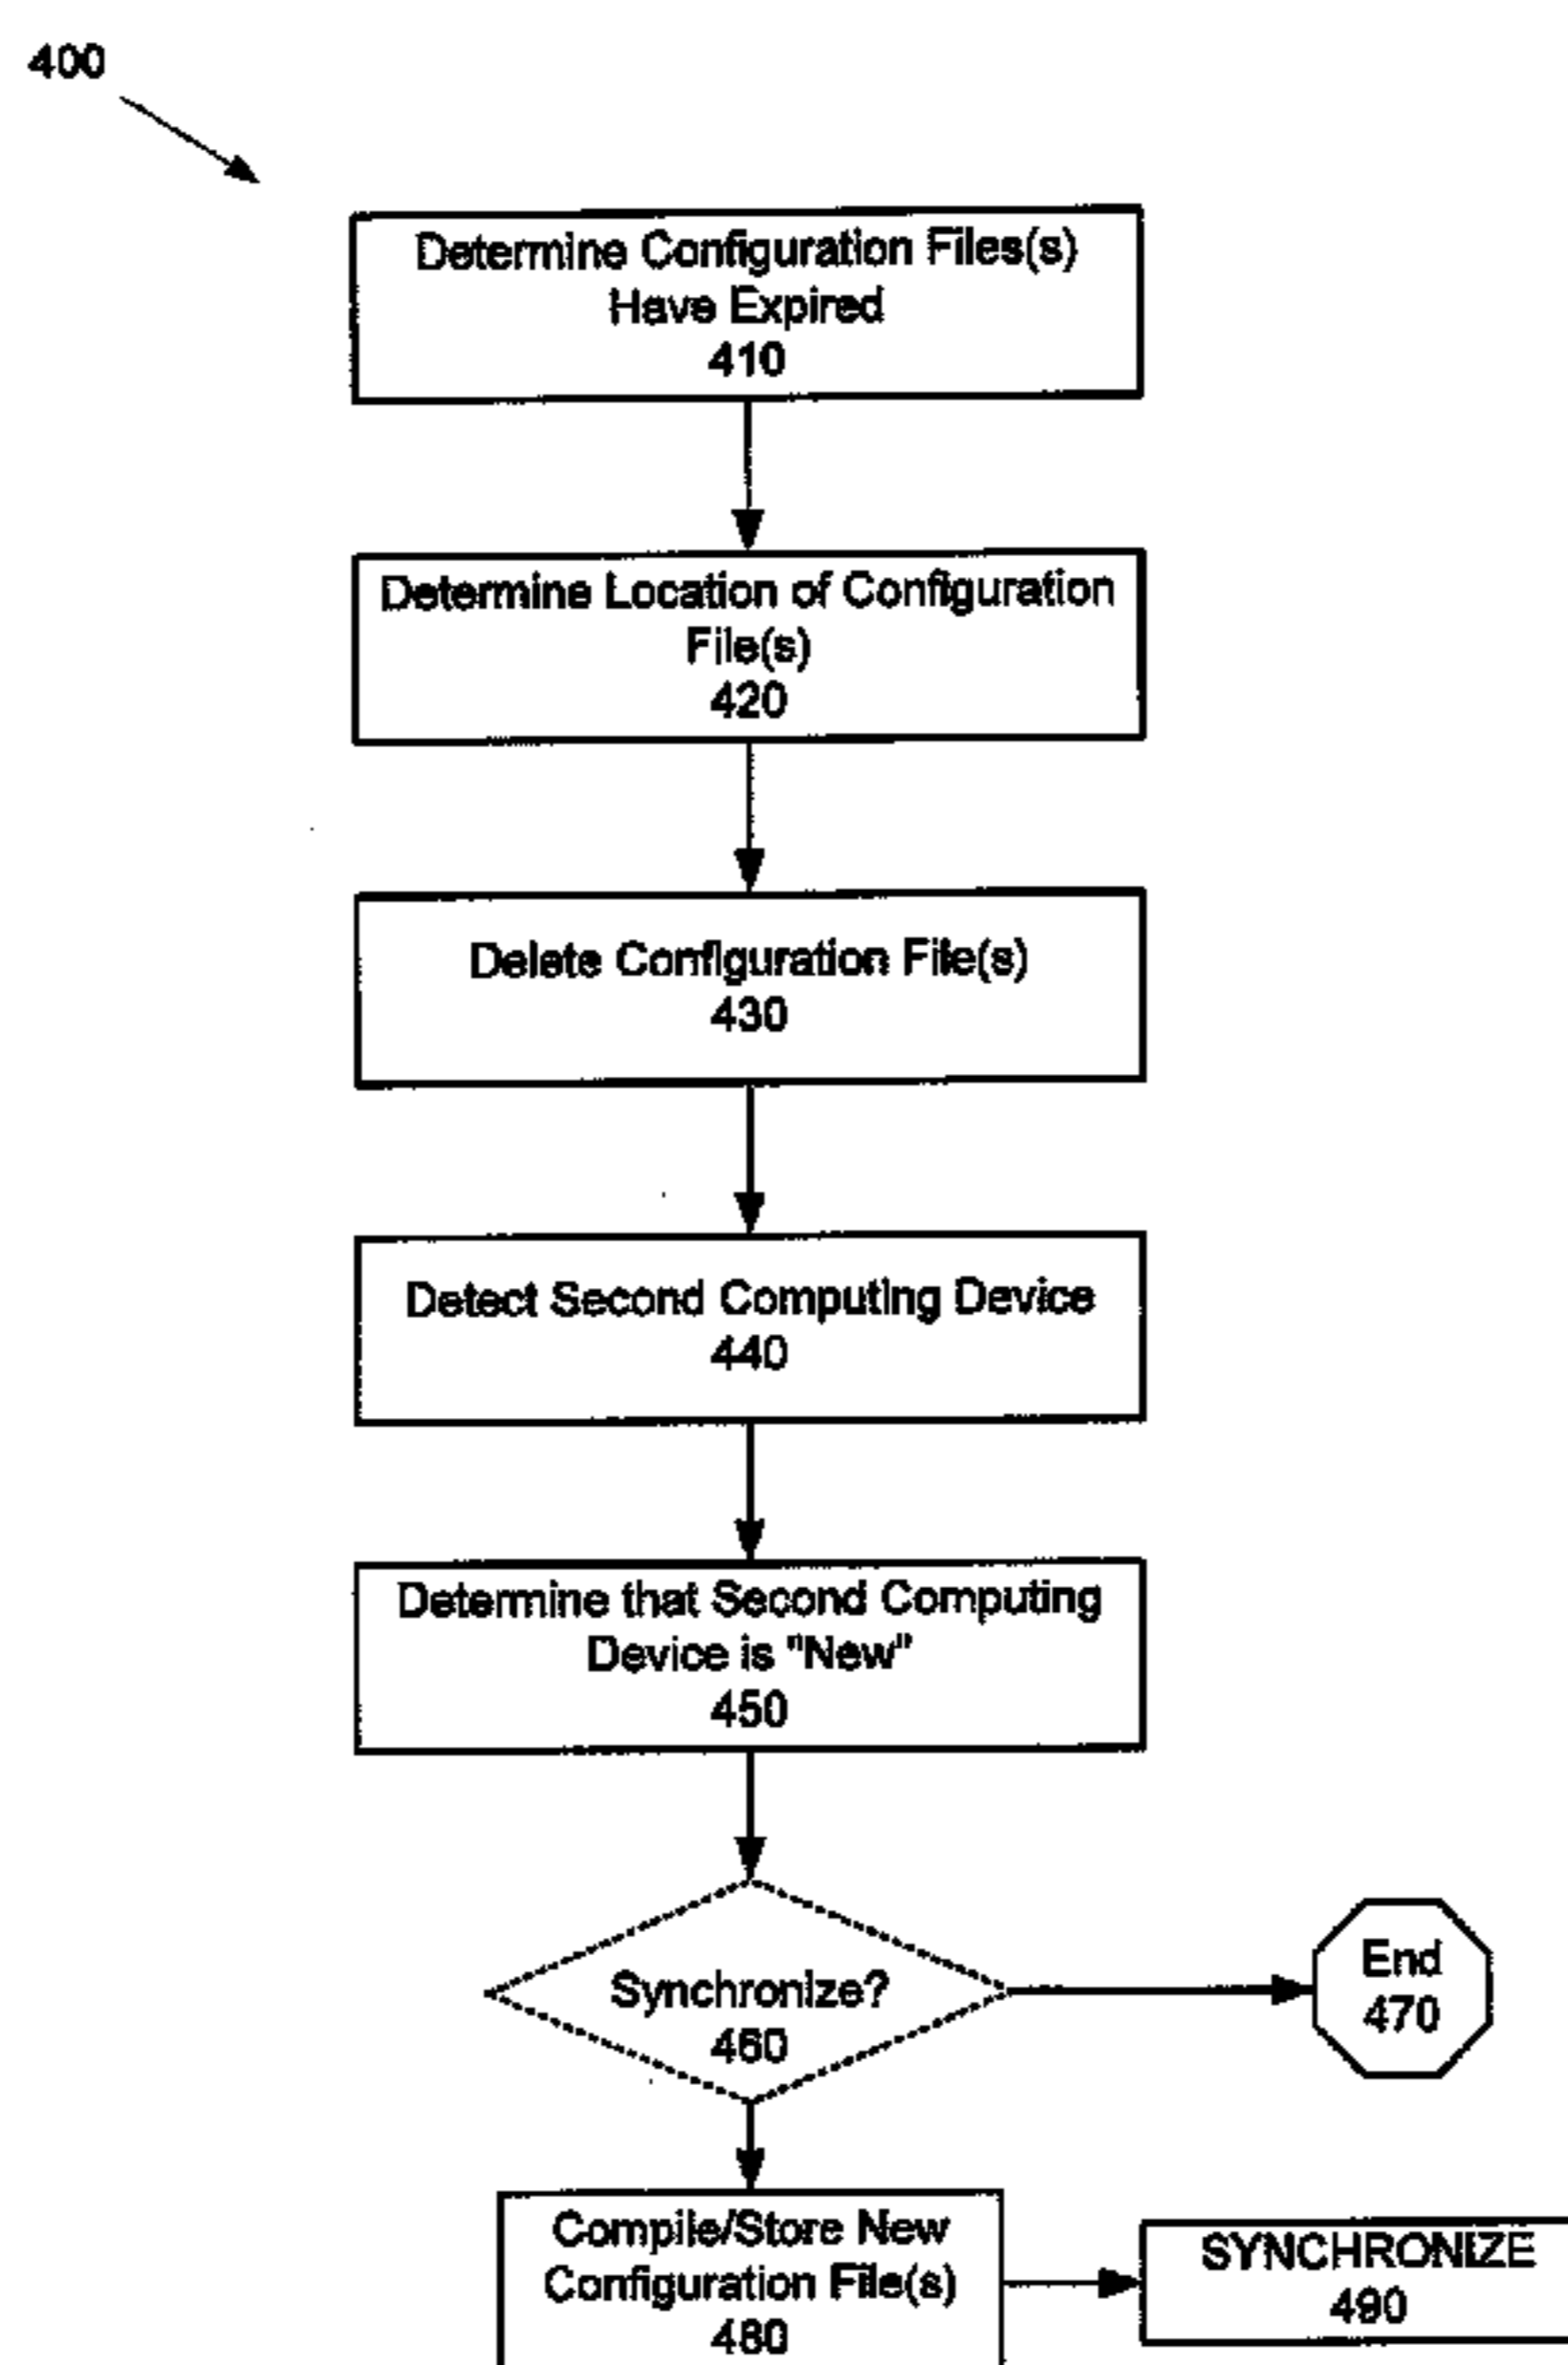 400
Determine Configuration Files(s)
Have Expired
410
Determine Location of Configuration
File(s)
420
Delete Configuration File(s)
430
Detect Second Computing Device
440
Determine that Second Computing
Device is "New"
450
Synchronize?
460
End
470
Compile/Store New
Configuration File(s)
480
SYNCHRONIZE
490